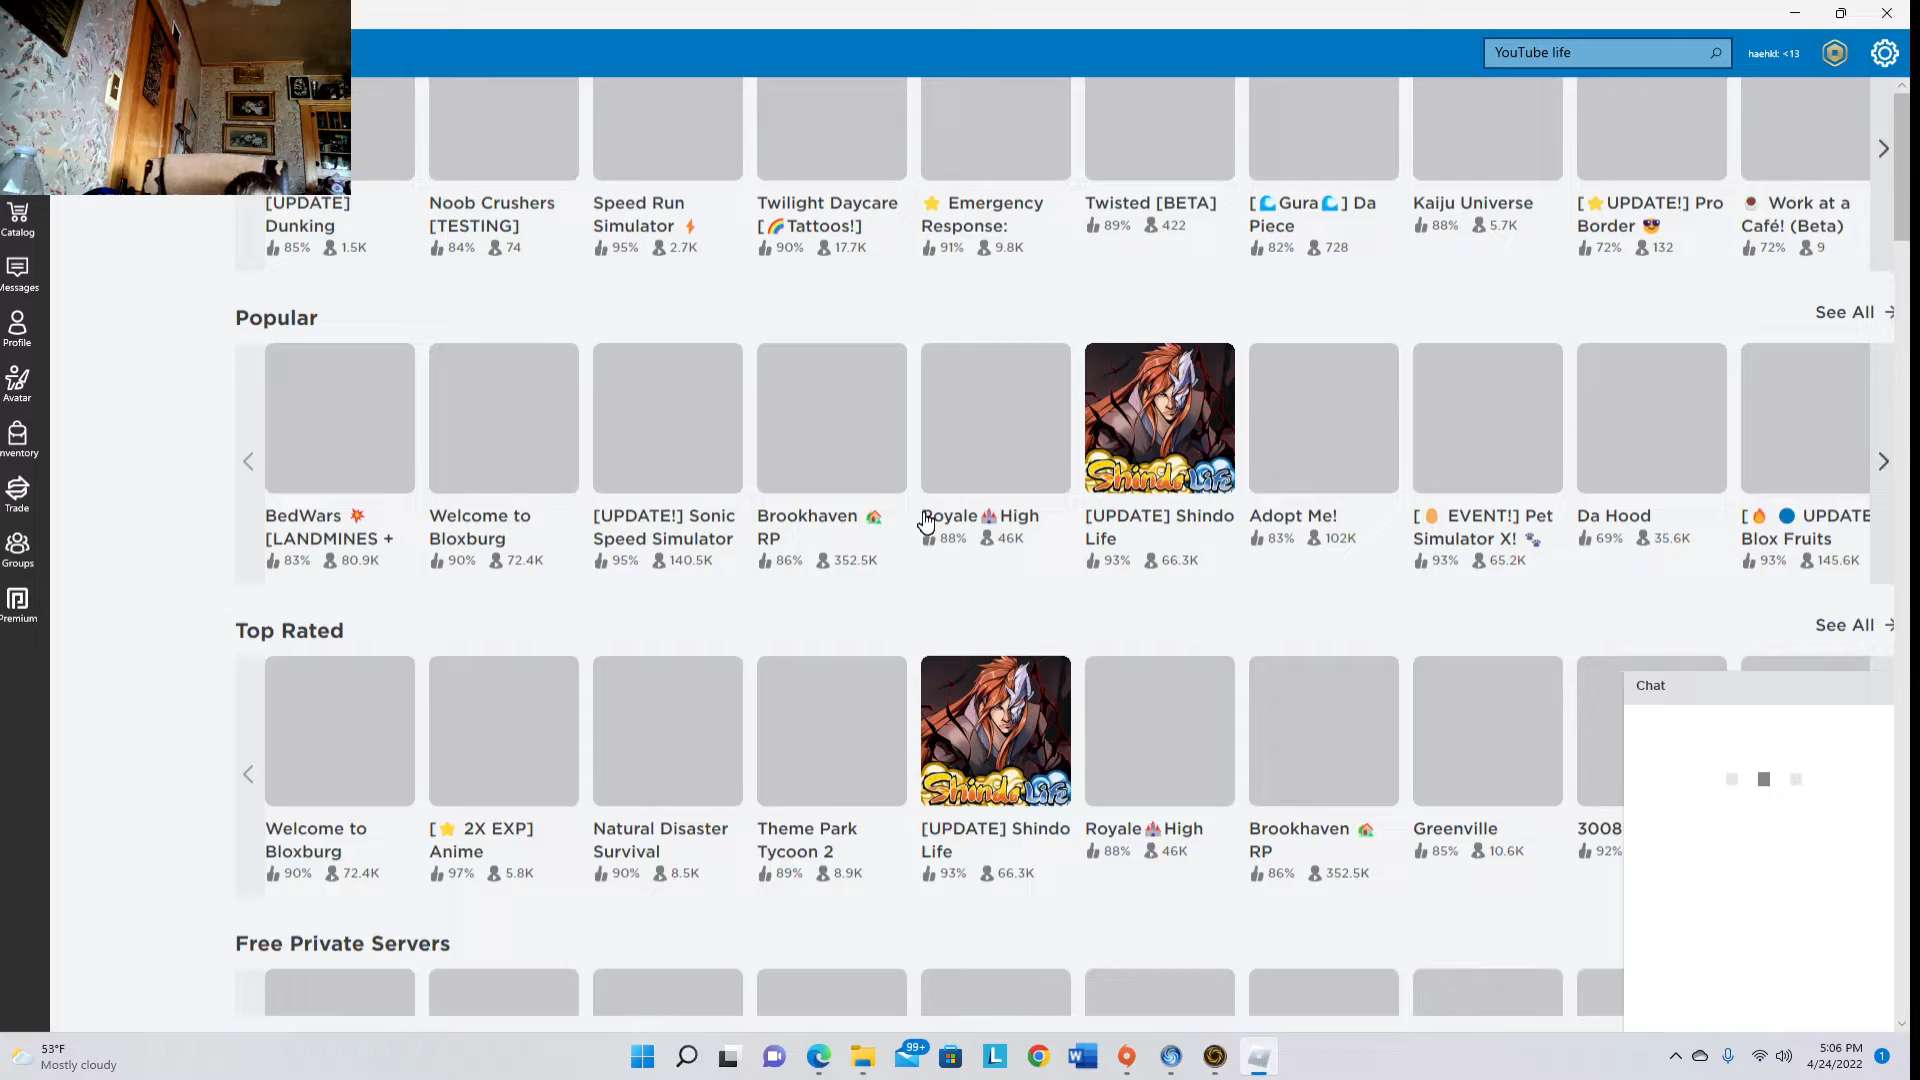 YouTube life
haehkl: <13
[UPDATE] Dunking
85% 1.5K
Noob Crushers [TESTING]
84% 74
Speed Run Simulator ⚡
95% 2.7K
Twilight Daycare [🌈Tattoos!]
90% 17.7K
⭐ Emergency Response:
91% 9.8K
Twisted [BETA]
89% 422
[🌊Gura🌊] Da Piece
82% 728
Kaiju Universe
88% 5.7K
[⭐UPDATE!] Pro Border 😎
72% 132
☕ Work at a Café! (Beta)
72% 9
Catalog
Messages
Profile
Avatar
Inventory
Trade
Groups
Premium
Popular
See All
BedWars 💥 [LANDMINES +
83% 80.9K
Welcome to Bloxburg
90% 72.4K
[UPDATE!] Sonic Speed Simulator
95% 140.5K
Brookhaven 🏡 RP
86% 352.5K
Royale🏰High
88% 46K
[UPDATE] Shindo Life
93% 66.3K
Shindo Life
Adopt Me!
83% 102K
[🥚 EVENT!] Pet Simulator X! 🐾
93% 65.2K
Da Hood
69% 35.6K
[🔥 🔵 UPDATE Blox Fruits
93% 145.6K
Top Rated
See All
Welcome to Bloxburg
90% 72.4K
[⭐ 2X EXP] Anime
97% 5.8K
Natural Disaster Survival
90% 8.5K
Theme Park Tycoon 2
89% 8.9K
Shindo Life
[UPDATE] Shindo Life
93% 66.3K
Royale🏰High
88% 46K
Brookhaven 🏡 RP
86% 352.5K
Greenville
85% 10.6K
3008
92%
Chat
Free Private Servers
53°F
Mostly cloudy
99+
5:06 PM
4/24/2022
1